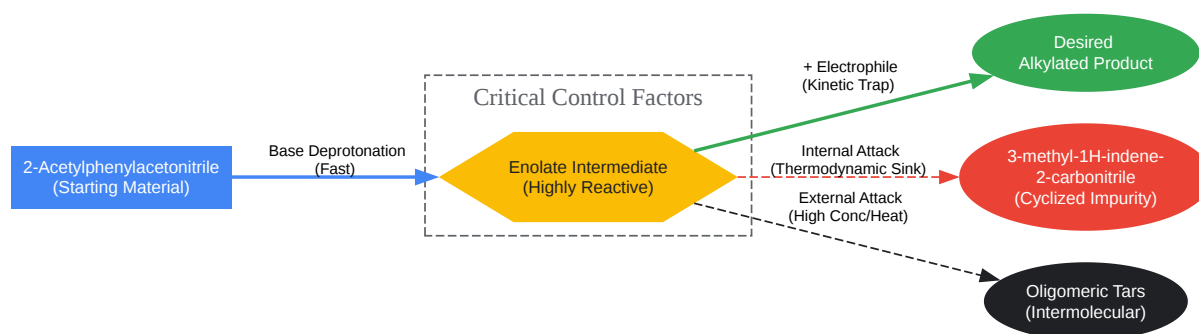 Desired
Alkylated Product
+ Electrophile
(Kinetic Trap)
Critical Control Factors
2-Acetylphenylacetonitrile
(Starting Material)
Base Deprotonation
(Fast)
Enolate Intermediate
(Highly Reactive)
Internal Attack
(Thermodynamic Sink)
3-methyl-1H-indene-
2-carbonitrile
(Cyclized Impurity)
External Attack
(High Conc/Heat)
Oligomeric Tars
(Intermolecular)